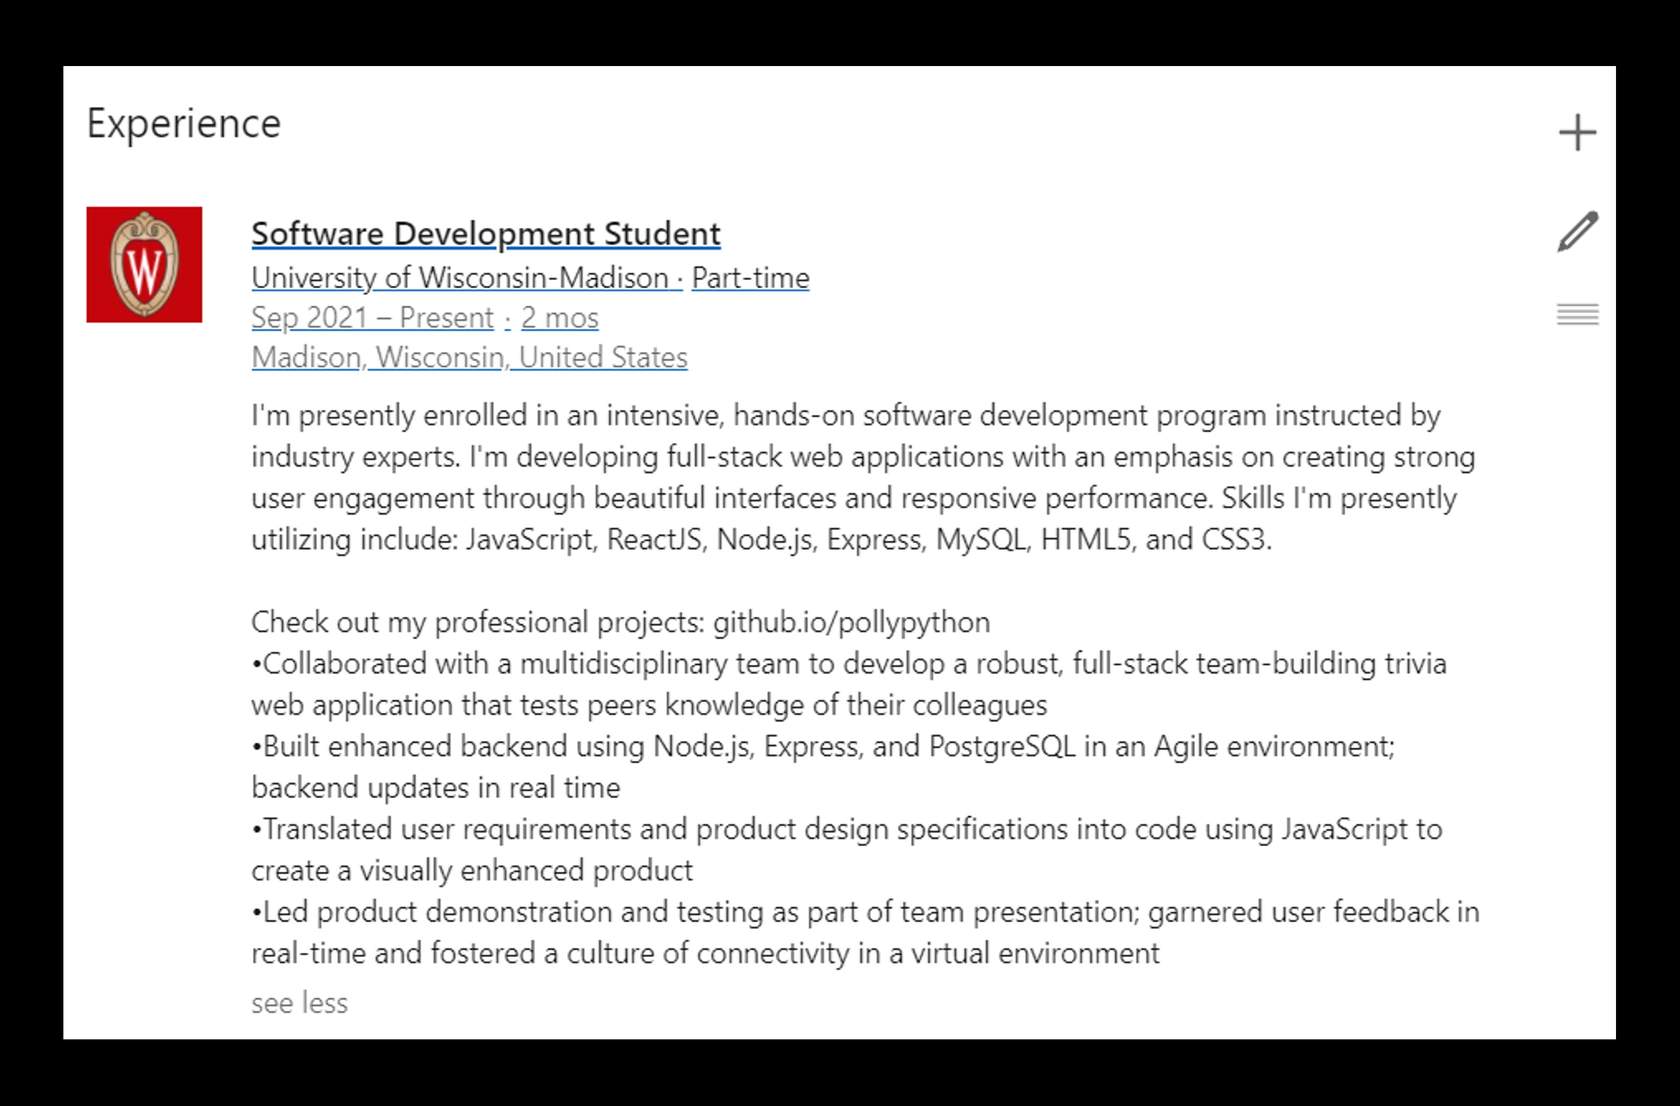 Experience
W
Software Development Student
University of Wisconsin-Madison · Part-time
Sep 2021 – Present · 2 mos
Madison, Wisconsin, United States
I'm presently enrolled in an intensive, hands-on software development program instructed by
industry experts. I'm developing full-stack web applications with an emphasis on creating strong
user engagement through beautiful interfaces and responsive performance. Skills I'm presently
utilizing include: JavaScript, ReactJS, Node.js, Express, MySQL, HTML5, and CSS3.
Check out my professional projects: github.io/pollypython
•Collaborated with a multidisciplinary team to develop a robust, full-stack team-building trivia
web application that tests peers knowledge of their colleagues
•Built enhanced backend using Node.js, Express, and PostgreSQL in an Agile environment;
backend updates in real time
•Translated user requirements and product design specifications into code using JavaScript to
create a visually enhanced product
•Led product demonstration and testing as part of team presentation; garnered user feedback in
real-time and fostered a culture of connectivity in a virtual environment
see less